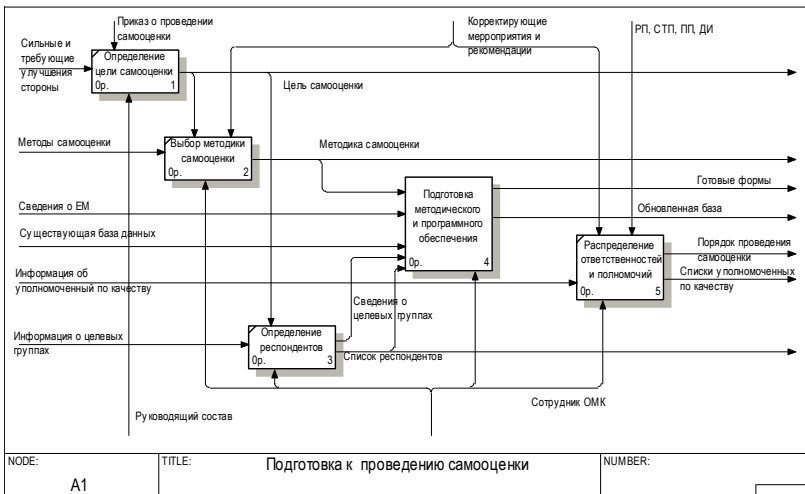 Приказ о проведении
самооценки
Корректирующие
мерроприятия и
рекомендации
РП, СТП, ПП, ДИ
Сильные и
требующие
улучшения
стороны
Определение
цели самооценки
0р. 1
Цель самооценки
Методы самооценки
Выбор методики
самооценки
0р. 2
Методика самооценки
Сведения о ЕМ
Существующая база данных
Подготовка
методического
и программного
обеспечения
0р. 4
Готовые формы
Обновленная база
Информация об
уполномоченный по качеству
Распределение
ответственностей
и полномочий
0р. 5
Порядок проведения
самооценки
Списки уполномоченных
по качеству
Сведения о
целевых группах
Информация о целевых
группах
Определение
респондентов
0р. 3
Список респондентов
Руководящий состав
Сотрудник ОМК
NODE:
A1
TITLE:
Подготовка к проведению самооценки
NUMBER: